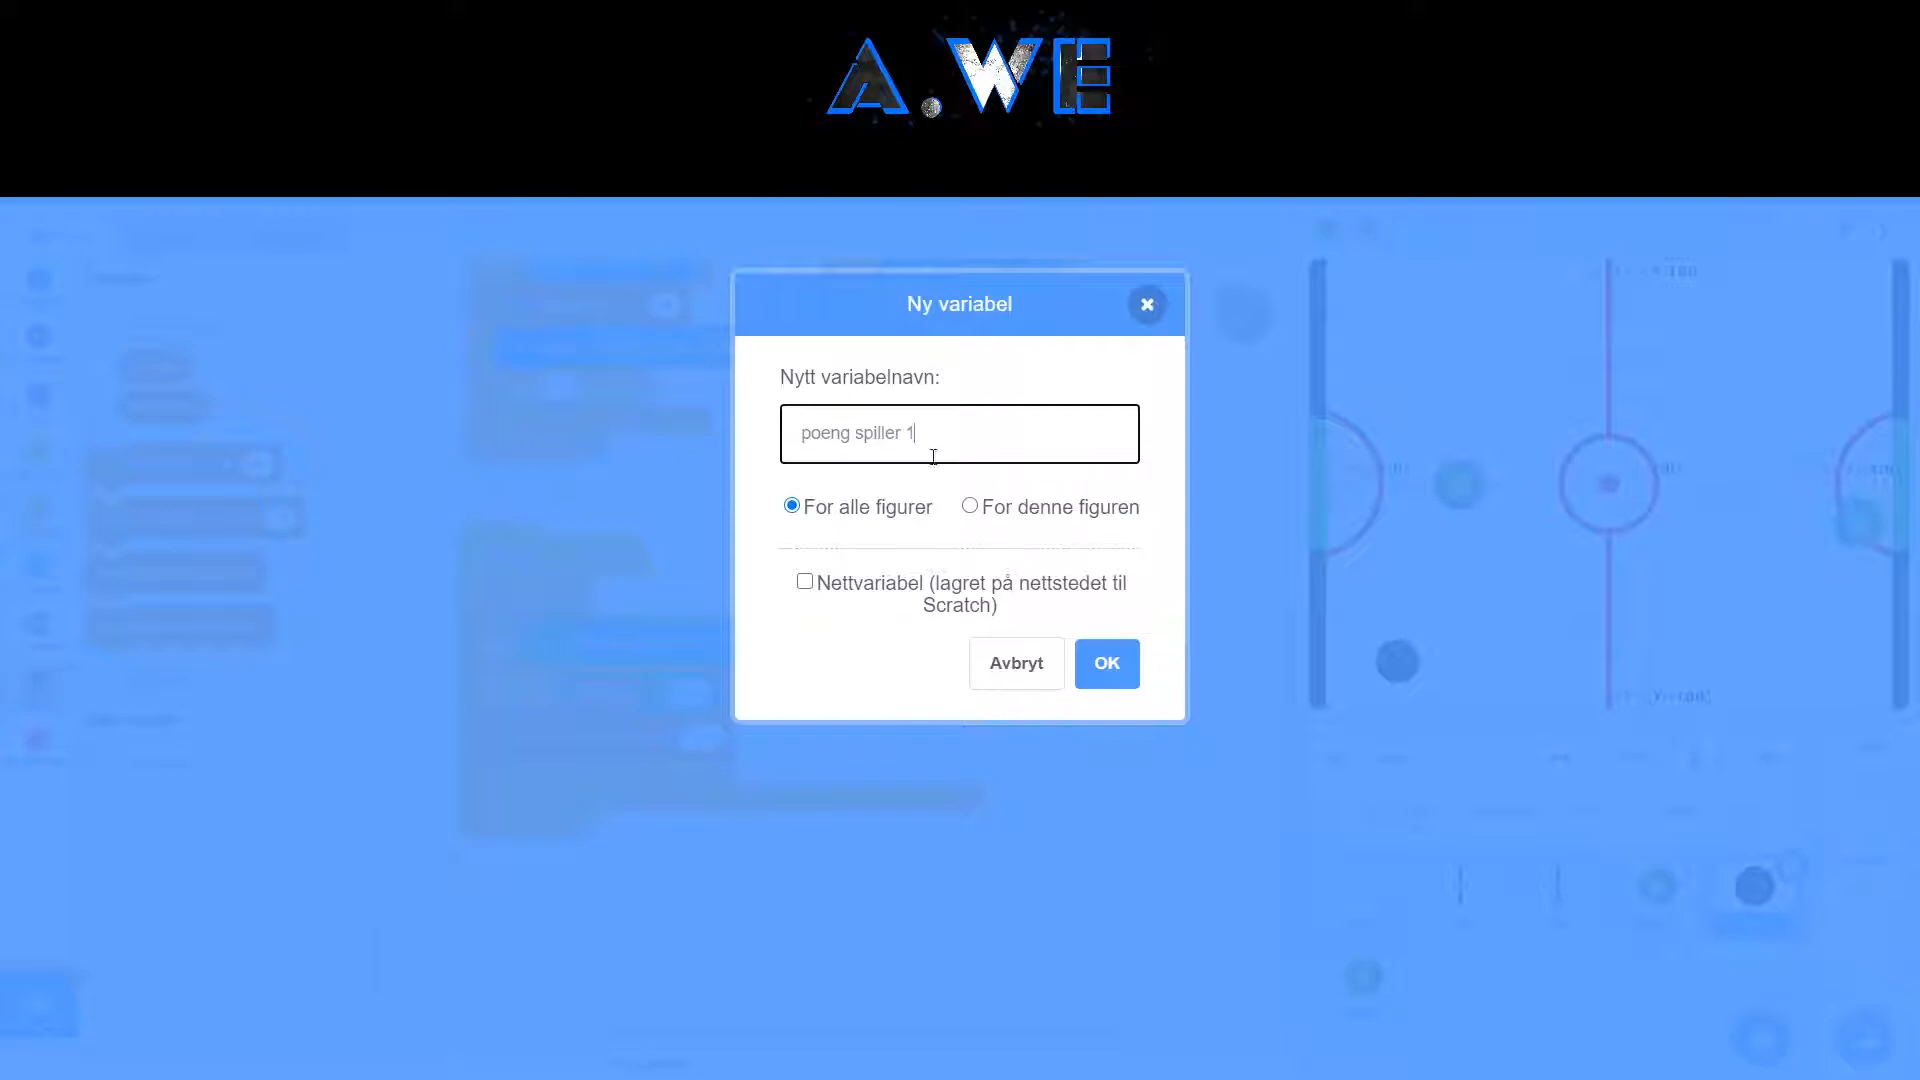 A.WE
Ny variabel
Nytt variabelnavn:
poeng spiller 1
For alle figurer
For denne figuren
Nettvariabel (lagret på nettstedet til
Scratch)
Avbryt
OK